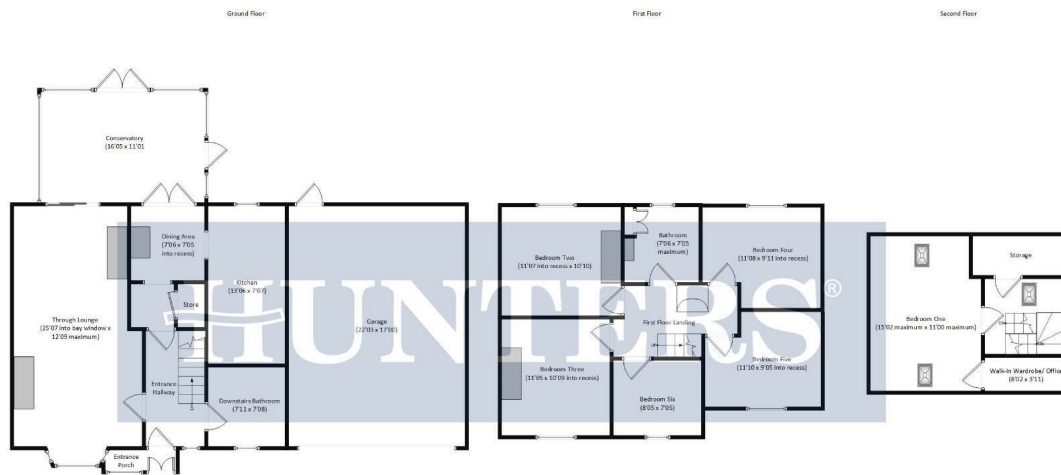 Ground Floor
First Floor
Second Floor
Conservatory
(16'05 x 11'01
Dining Area
(7'06 x 7'05
into recess)
Kitchen
(13'06 x 7'07)
Store
Through Lounge
(25'07 into bay window x
12'09 maximum)
Garage
(22'03 x 17'00)
Entrance
Hallway
Downstairs Bathroom
(7'11 x 7'08)
Entrance
Porch
Bedroom Two
(11'07 into recess x 10'10)
Bathroom
(7'06 x 7'05
maximum)
Bedroom Four
(11'08 x 9'11 into recess)
First Floor Landing
Bedroom Three
(11'05 x 10'09 into recess)
Bedroom Five
(11'10 x 9'05 into recess)
Bedroom Six
(8'05 x 7'05)
Storage
Bedroom One
(15'02 maximum x 11'00 maximum)
Walk-In Wardrobe/ Office
(8'02 x 3'11)
HUNTERS®